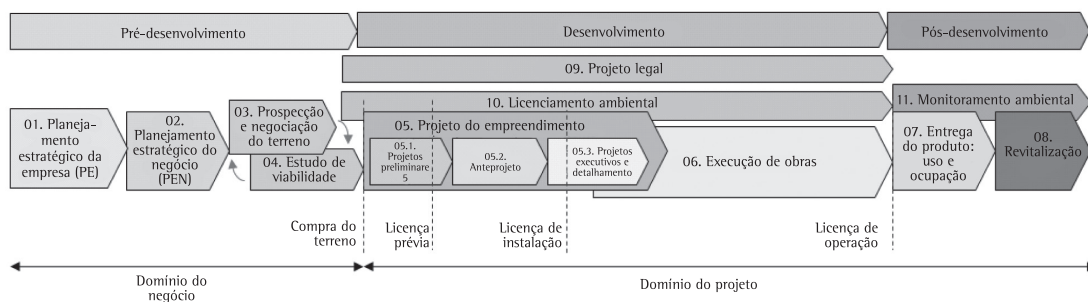 Pré-desenvolvimento
Desenvolvimento
Pós-desenvolvimento
09. Projeto legal
10. Licenciamento ambiental
11. Monitoramento ambiental
01. Planeja-
mento
estratégico da
empresa (PE)
02.
Planejamento
estratégico do
negócio
(PEN)
03. Prospecção
e negociação
do terreno
04. Estudo de
viabilidade
05. Projeto do empreendimento
05.1.
Projetos
preliminare
s
05.2.
Anteprojeto
05.3. Projetos
executivos e
detalhamento
06. Execução de obras
07. Entrega
do produto:
uso e
ocupação
08.
Revitalização
Compra do
terreno
Licença
prévia
Licença de
instalação
Licença de
operação
Domínio do
negócio
Domínio do projeto